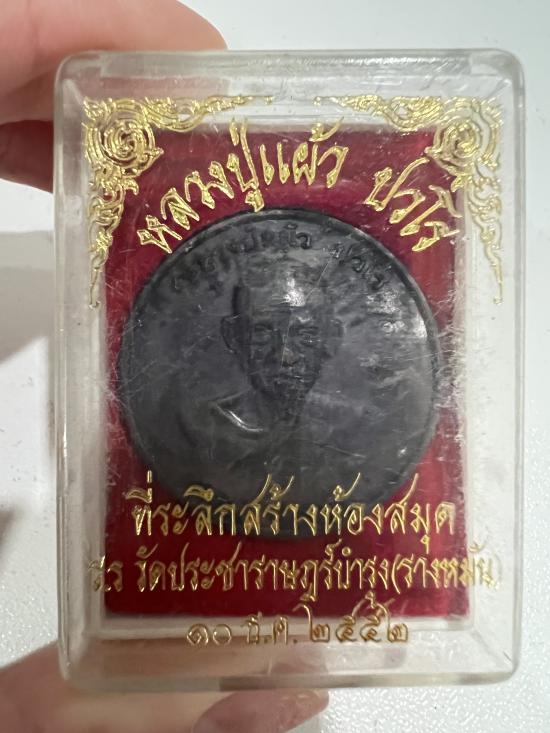 หลวงปู่แผ้ว ปวโร
ที่ระลึกสร้างห้องสมุด
ร.ร วัดประชาราษฎร์บำรุง(รางหมัน)
๑๐ ธ.ค. ๒๕๕๒